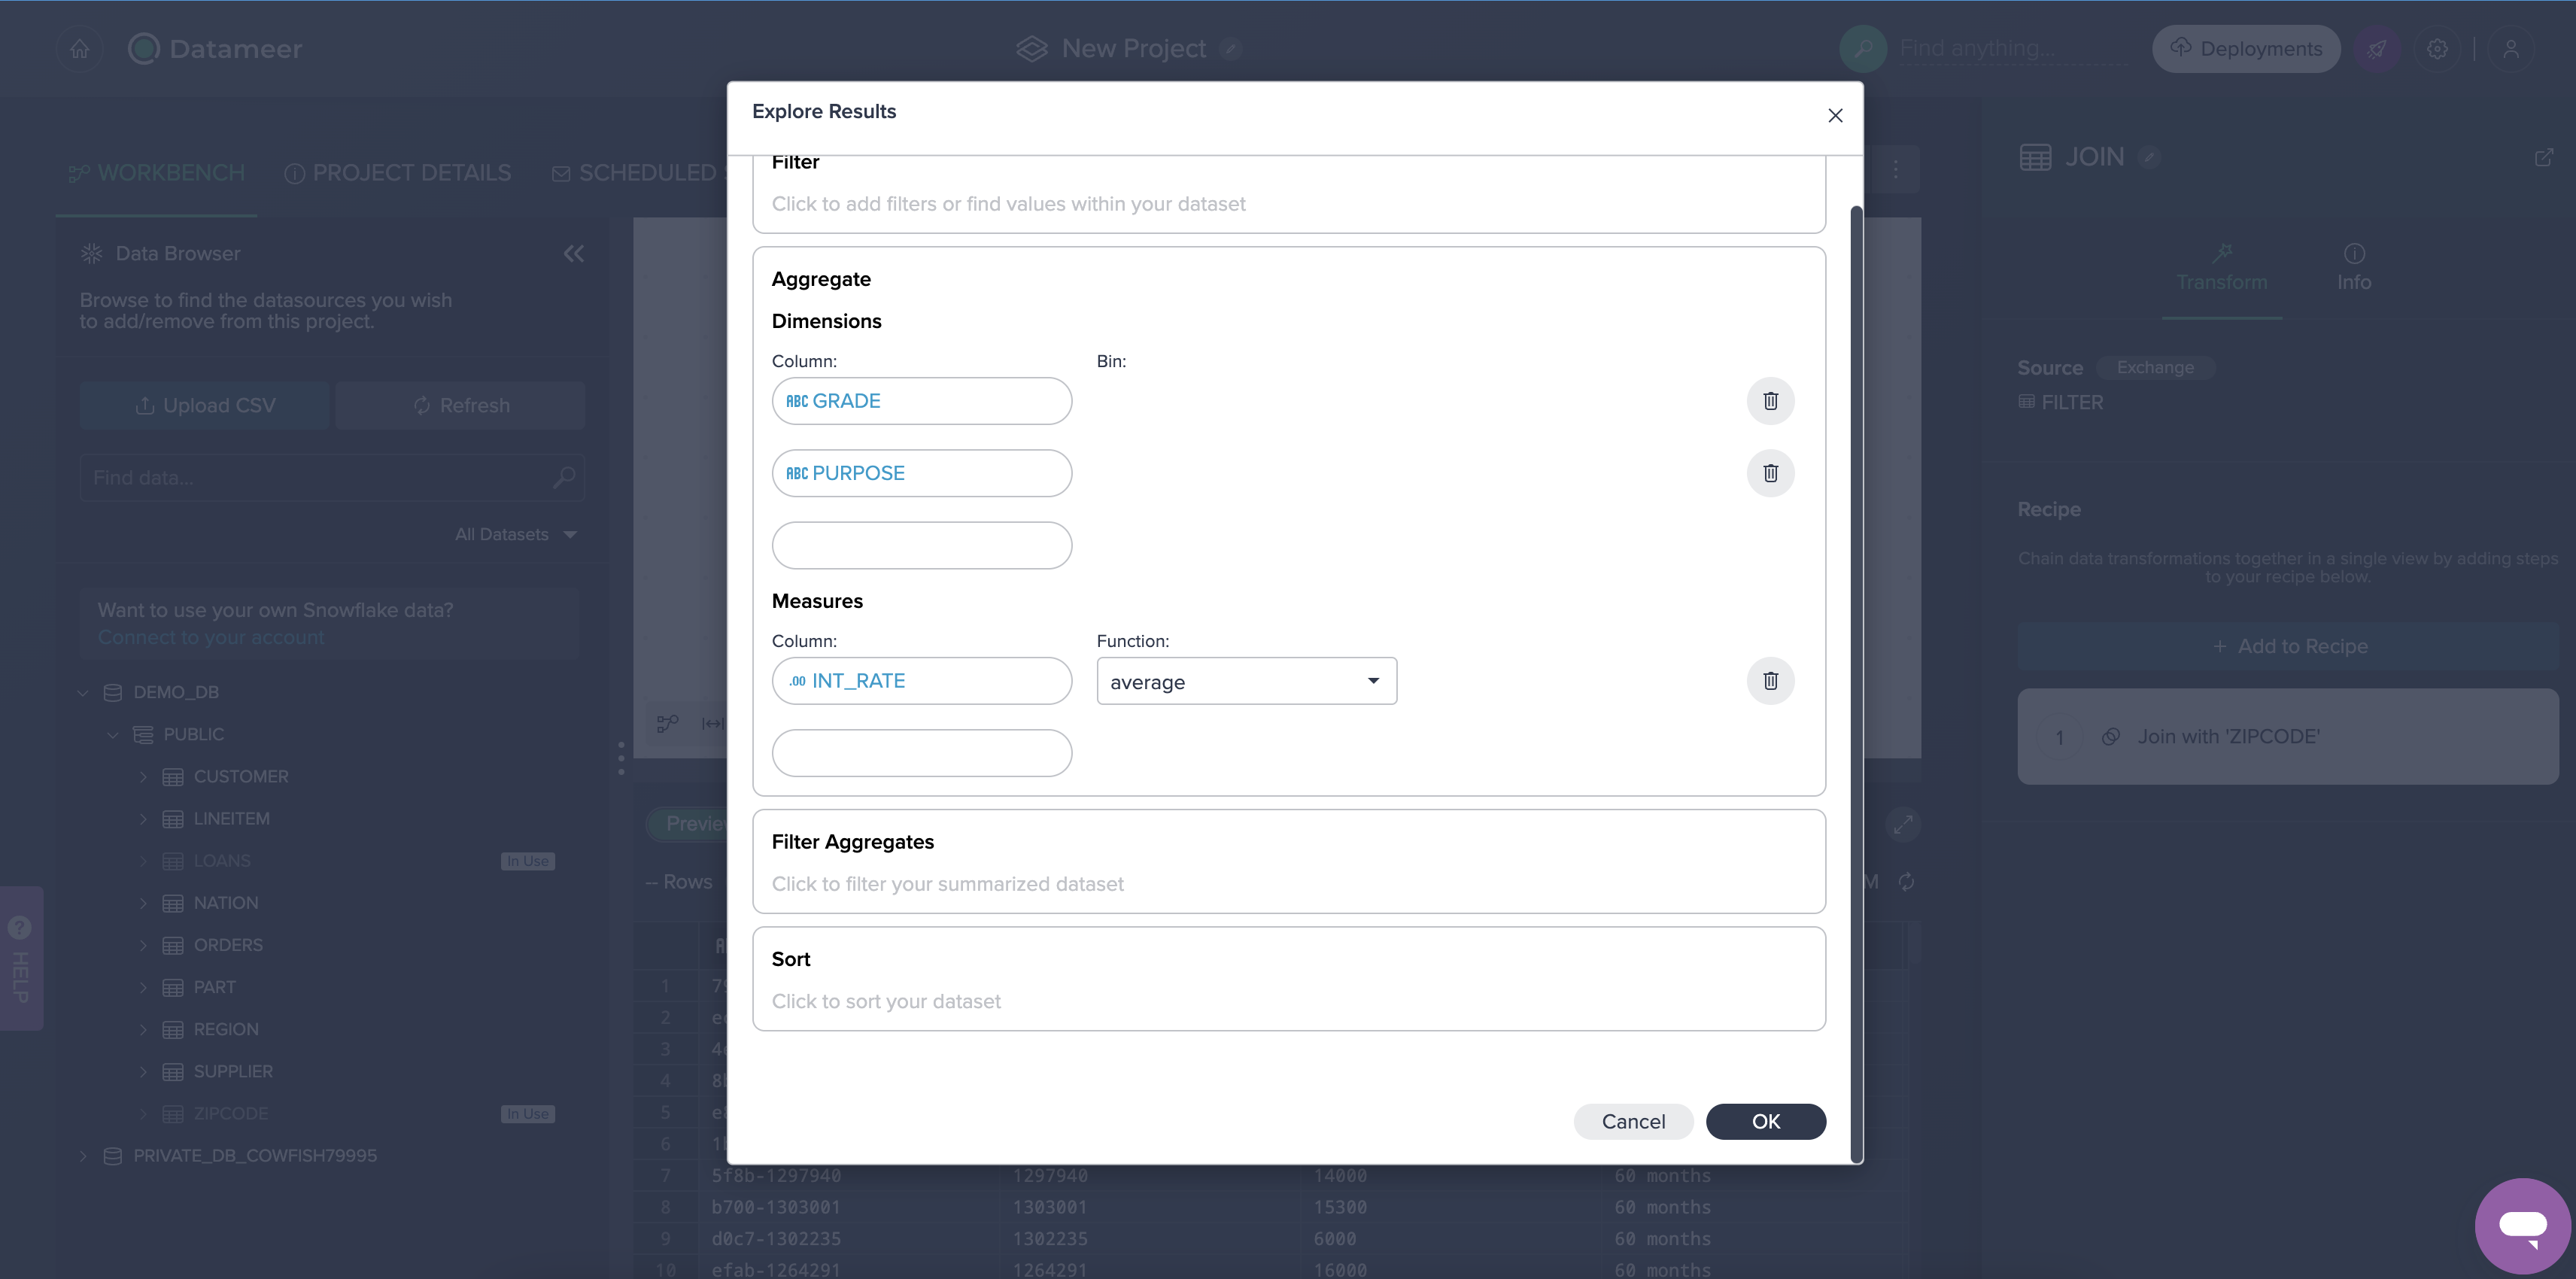 Datameer
New Project
Find anything...
Deployments
WORKBENCH
PROJECT DETAILS
SCHEDULED
Data Browser
Browse to find the datasources you wish
to add/remove from this project.
Upload CSV
Refresh
Find data...
All Datasets
Want to use your own Snowflake data?
Connect to your account
DEMO_DB
PUBLIC
CUSTOMER
LINEITEM
LOANS In Use
NATION
ORDERS
PART
REGION
SUPPLIER
ZIPCODE In Use
PRIVATE_DB_COWFISH79995
? HELP
Explore Results
Filter
Click to add filters or find values within your dataset
Aggregate
Dimensions
Column: Bin:
ABC GRADE
ABC PURPOSE
Measures
Column: Function:
.00 INT_RATE average
Filter Aggregates
Click to filter your summarized dataset
Sort
Click to sort your dataset
Cancel OK
-- Rows
M
1
2
3
4
5
6
7 5f8b-1297940 1297940 14000 60 months
8 b700-1303001 1303001 15300 60 months
9 d0c7-1302235 1302235 6000 60 months
10 efab-1264291 1264291 16000 60 months
JOIN
Transform
Info
Source Exchange
FILTER
Recipe
Chain data transformations together in a single view by adding steps
to your recipe below.
+ Add to Recipe
1 Join with 'ZIPCODE'